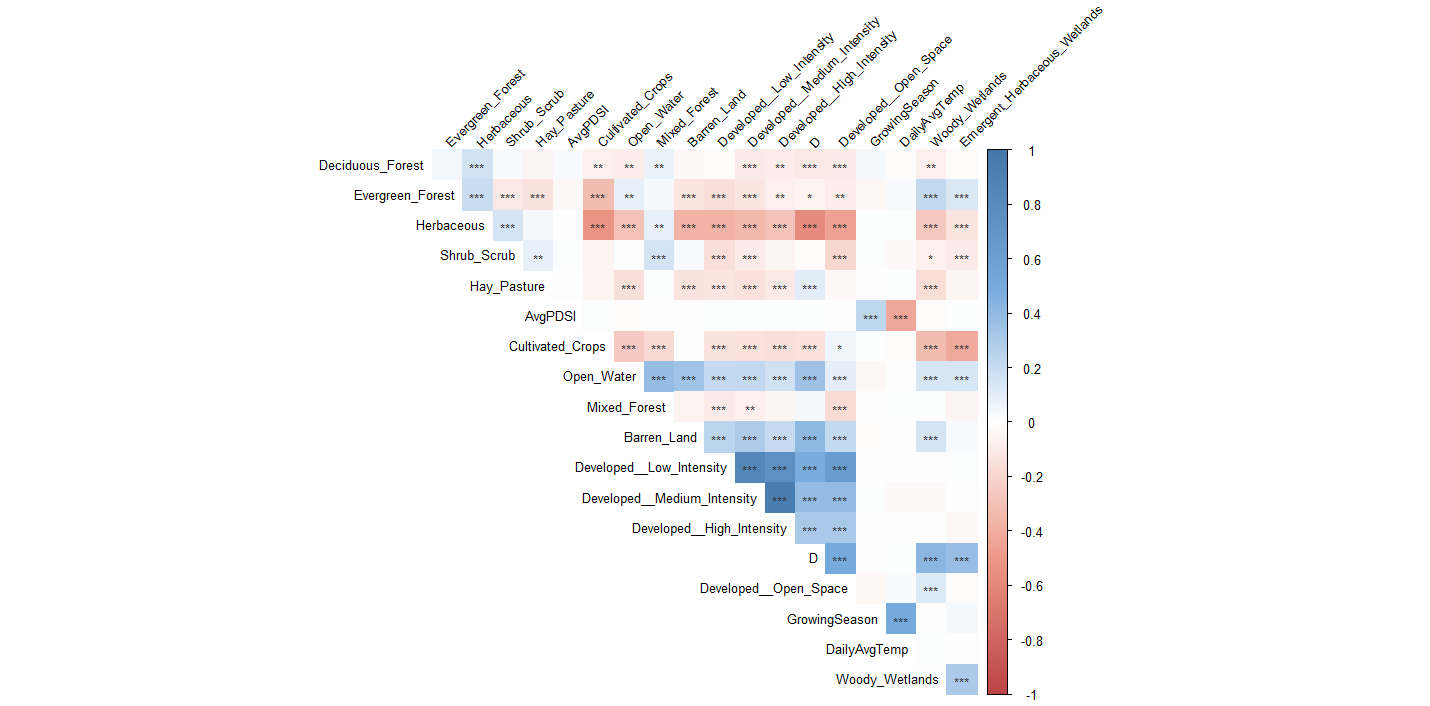 Evergreen_Forest
Herbaceous
Shrub_Scrub
Hay_Pasture
AvgPDSI
Cultivated_Crops
Open_Water
Mixed_Forest
Barren_Land
Developed__Low_Intensity
Developed__Medium_Intensity
Developed__High_Intensity
D
Developed__Open_Space
GrowingSeason
DailyAvgTemp
Woody_Wetlands
Emergent_Herbaceous_Wetlands
Deciduous_Forest *** ** ** ** *** ** *** *** **
Evergreen_Forest *** *** *** *** ** *** *** *** ** * ** *** ***
Herbaceous *** *** *** ** *** *** *** *** *** *** *** ***
Shrub_Scrub ** *** *** *** *** * ***
Hay_Pasture *** *** *** *** *** *** ***
AvgPDSI *** ***
Cultivated_Crops *** *** *** *** *** *** * *** ***
Open_Water *** *** *** *** *** *** *** *** ***
Mixed_Forest *** ** ***
Barren_Land *** *** *** *** *** ***
Developed__Low_Intensity *** *** *** ***
Developed__Medium_Intensity *** *** ***
Developed__High_Intensity *** ***
D *** *** ***
Developed__Open_Space ***
GrowingSeason ***
DailyAvgTemp
Woody_Wetlands ***
1
0.8
0.6
0.4
0.2
0
-0.2
-0.4
-0.6
-0.8
-1